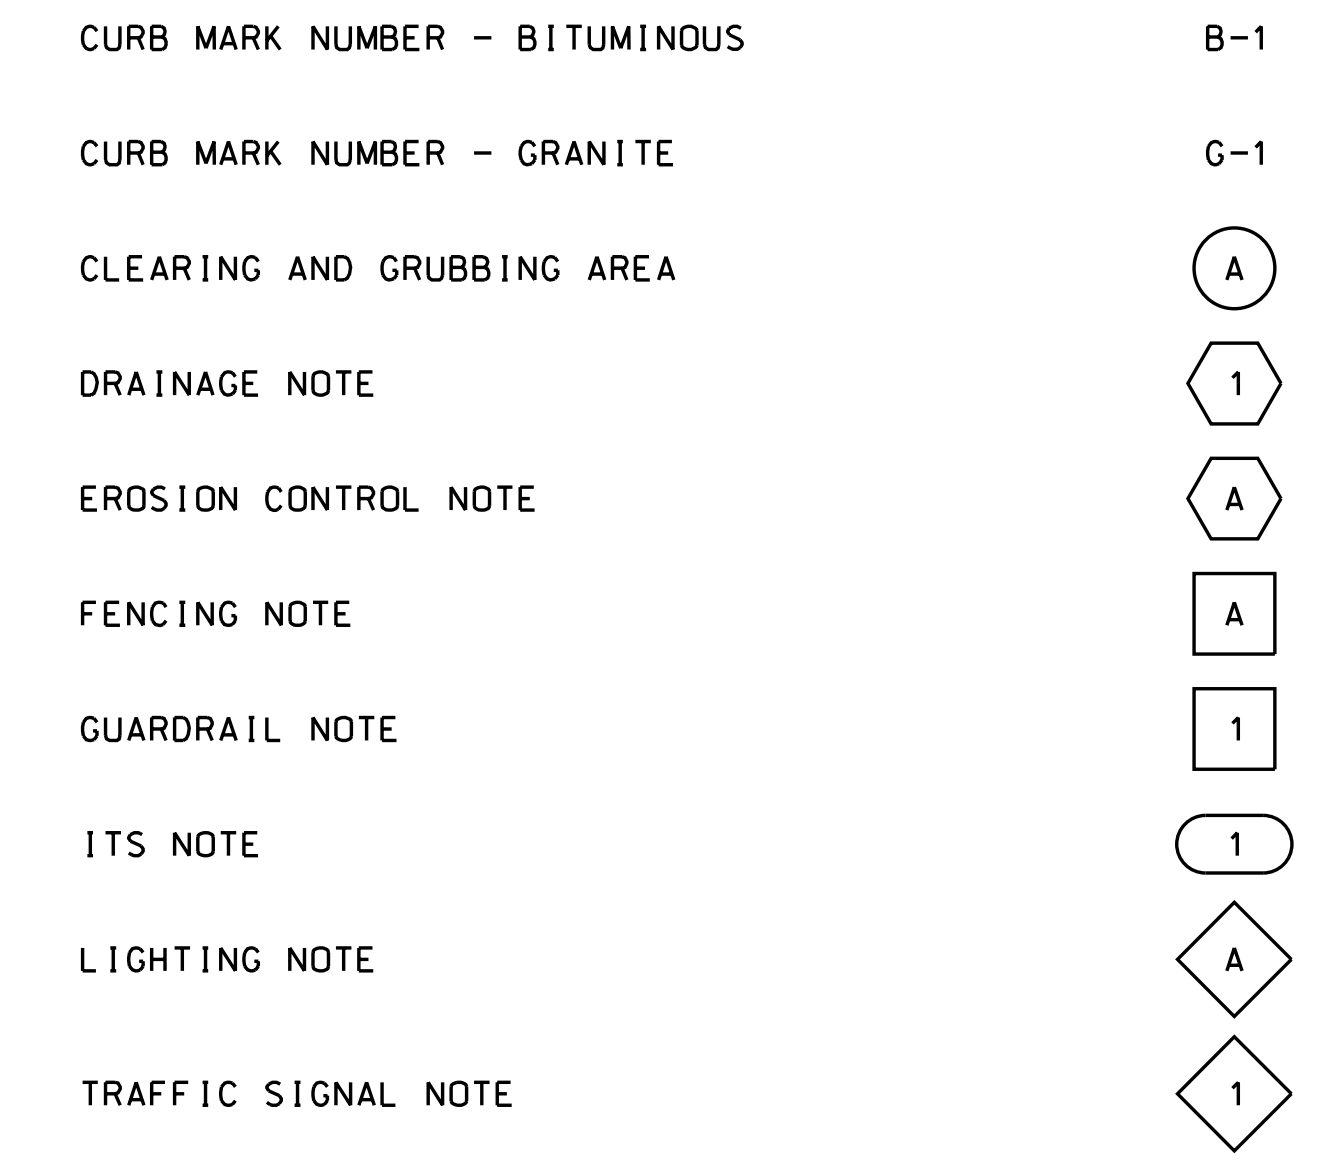 CURB MARK NUMBER - BITUMINOUS B-1
CURB MARK NUMBER - GRANITE G-1
CLEARING AND GRUBBING AREA A
DRAINAGE NOTE 1
EROSION CONTROL NOTE A
FENCING NOTE A
GUARDRAIL NOTE 1
ITS NOTE 1
LIGHTING NOTE A
TRAFFIC SIGNAL NOTE 1